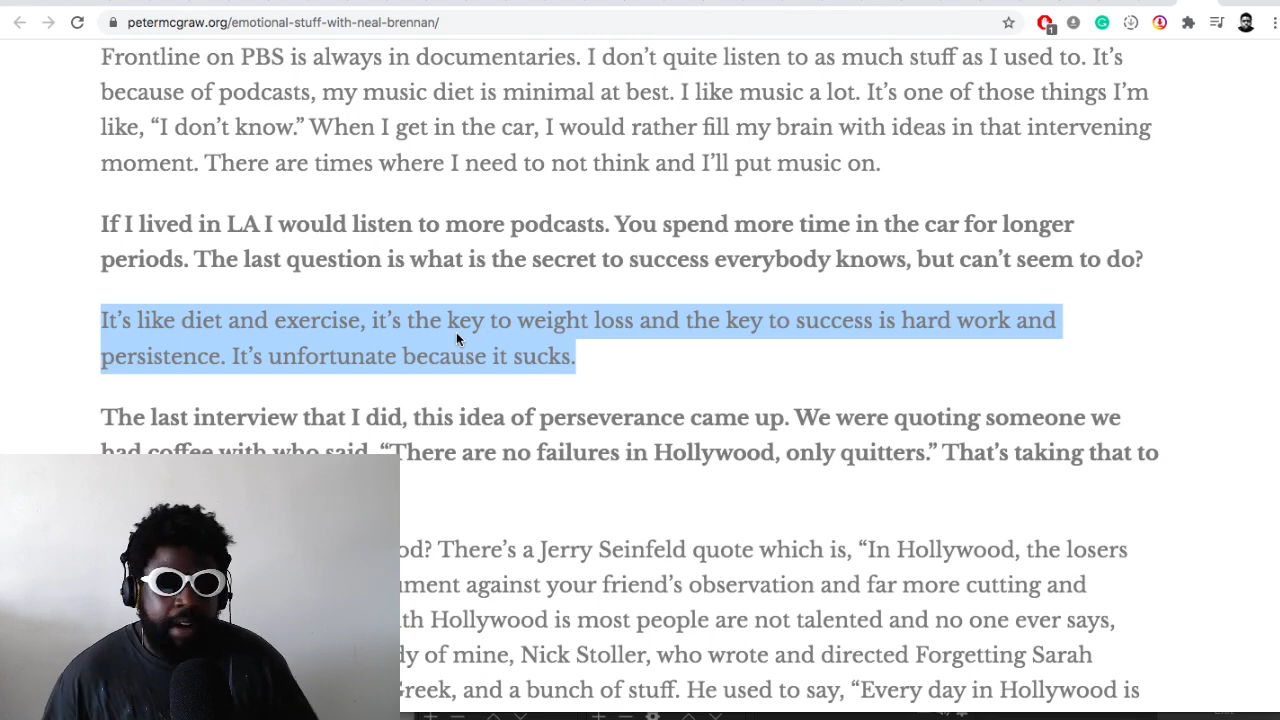 petermcgraw.org/emotional-stuff-with-neal-brennan/
1
Frontline on PBS is always in documentaries. I don’t quite listen to as much stuff as I used to. It’s
because of podcasts, my music diet is minimal at best. I like music a lot. It’s one of those things I’m
like, “I don’t know.” When I get in the car, I would rather fill my brain with ideas in that intervening
moment. There are times where I need to not think and I’ll put music on.
If I lived in LA I would listen to more podcasts. You spend more time in the car for longer
periods. The last question is what is the secret to success everybody knows, but can’t seem to do?
It’s like diet and exercise, it’s the key to weight loss and the key to success is hard work and
persistence. It’s unfortunate because it sucks.
The last interview that I did, this idea of perseverance came up. We were quoting someone we
had coffee with who said, “There are no failures in Hollywood, only quitters.” That’s taking that to
There’s a Jerry Seinfeld quote which is, “In Hollywood, the losers
against your friend’s observation and far more cutting and
Hollywood is most people are not talented and no one ever says,
of mine, Nick Stoller, who wrote and directed Forgetting Sarah
Greek, and a bunch of stuff. He used to say, “Every day in Hollywood is